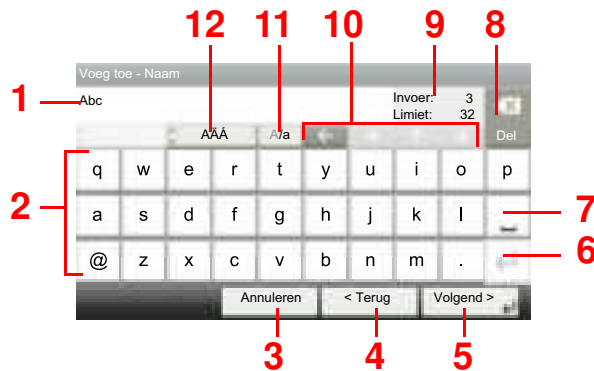 12 11 10 9 8
Voeg toe - Naam
1 Abc Invoer: 3
Limiet: 32
AÄÁ A/a Del
q w e r t y u i o p
2
a s d f g h j k l 7
@ z x c v b n m . 6
Annuleren < Terug Volgend >
3 4 5